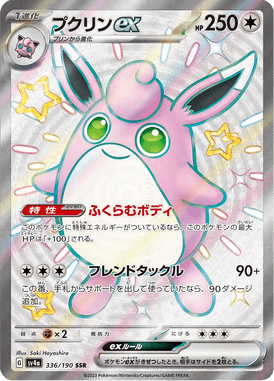 1進化
プクリンex
HP 250
プリンから進化
特性 ふくらむボディ
このポケモンに特殊エネルギーがついているなら、このポケモンの最大
HPは「+100」される。
フレンドタックル 90+
この番、手札からサポートを出して使っていたなら、90ダメージ
追加。
弱点 ×2 抵抗力 にげる
Illus. Saki Hayashiro
sv4a 336/190 SSR
exルール
ポケモンexがきぜつしたとき、相手はサイドを2枚とる。
©2023 Pokémon/Nintendo/Creatures/GAME FREAK.